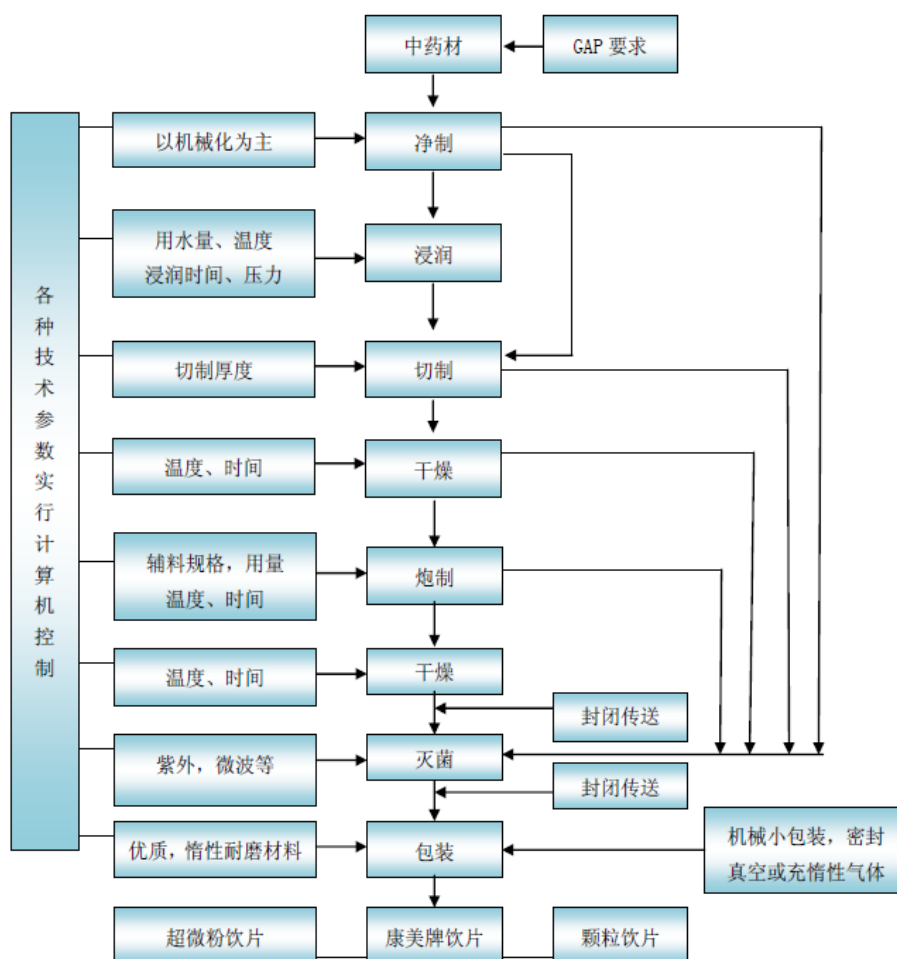 中药材
GAP 要求
以机械化为主
净制
用水量、温度
浸润时间、压力
浸润
各种技术参数实行计算机控制
切制厚度
切制
温度、时间
干燥
辅料规格，用量
温度、时间
炮制
温度、时间
干燥
封闭传送
紫外，微波等
灭菌
封闭传送
优质，惰性耐磨材料
包装
机械小包装，密封
真空或充惰性气体
超微粉饮片
康美牌饮片
颗粒饮片